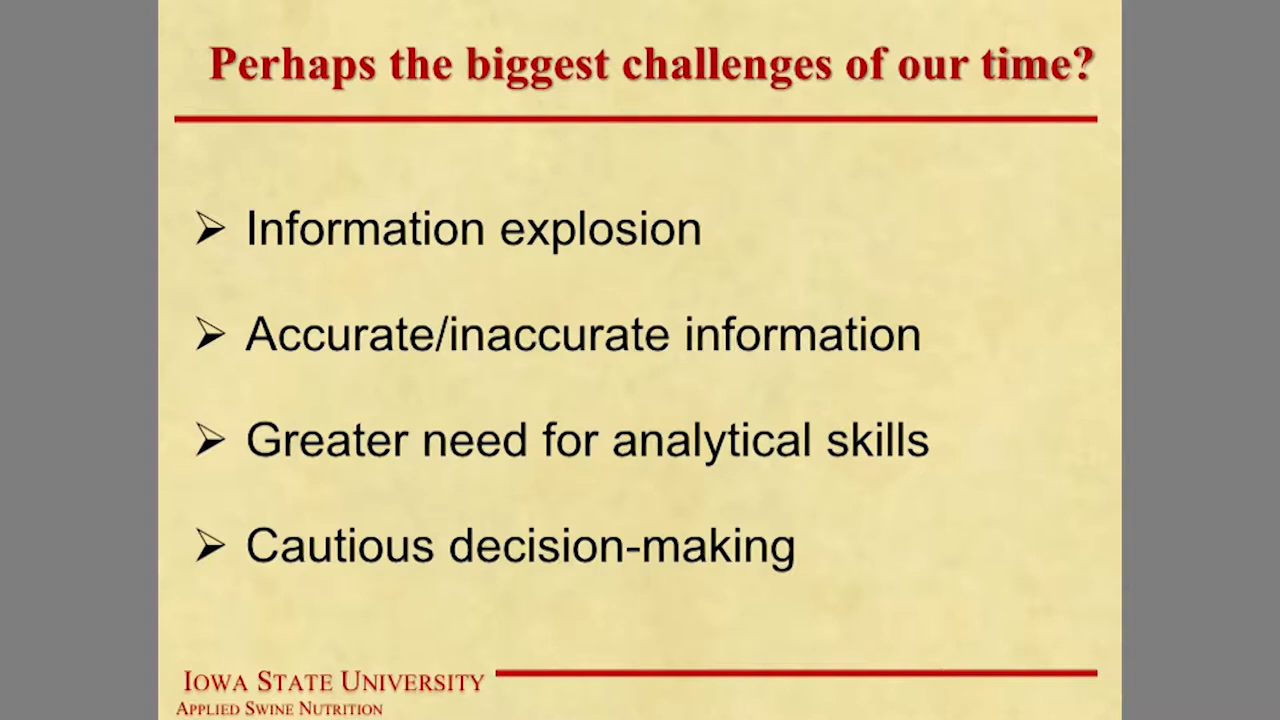 Perhaps the biggest challenges of our time?
➢ Information explosion
➢ Accurate/inaccurate information
➢ Greater need for analytical skills
➢ Cautious decision-making
IOWA STATE UNIVERSITY
APPLIED SWINE NUTRITION